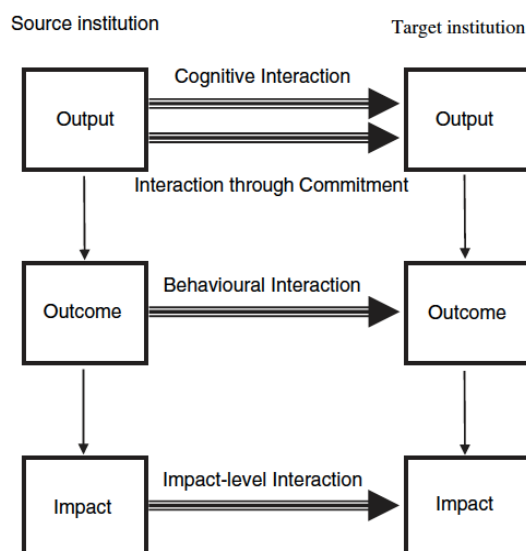 Source institution
Target institution
Cognitive Interaction
Output
Output
Interaction through Commitment
Behavioural Interaction
Outcome
Outcome
Impact-level Interaction
Impact
Impact